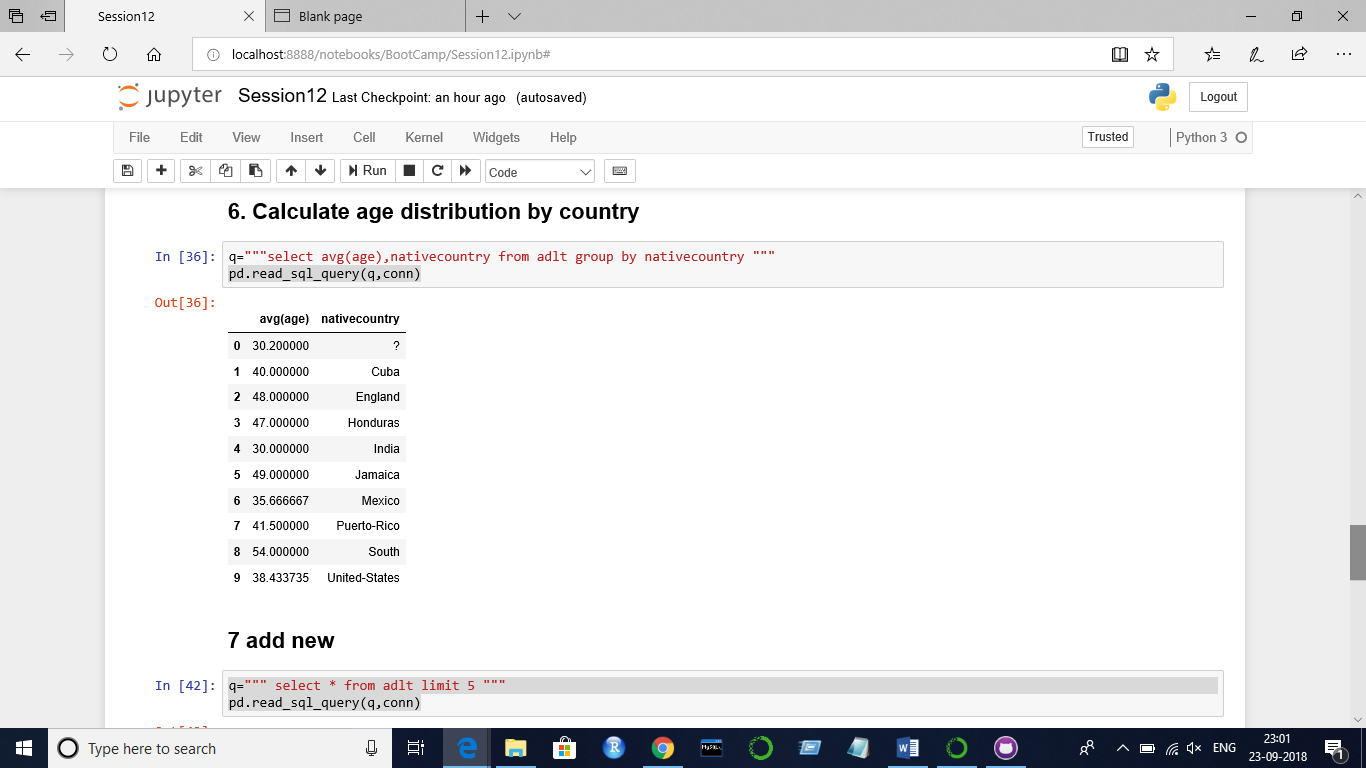 Session12
Blank page
localhost:8888/notebooks/BootCamp/Session12.ipynb#
jupyter Session12 Last Checkpoint: an hour ago (autosaved)
Logout
File Edit View Insert Cell Kernel Widgets Help
Trusted
Python 3
Run
Code
6. Calculate age distribution by country
In [36]: q="""select avg(age),nativecountry from adlt group by nativecountry """
pd.read_sql_query(q,conn)
Out[36]:
avg(age) nativecountry
0 30.200000 ?
1 40.000000 Cuba
2 48.000000 England
3 47.000000 Honduras
4 30.000000 India
5 49.000000 Jamaica
6 35.666667 Mexico
7 41.500000 Puerto-Rico
8 54.000000 South
9 38.433735 United-States
7 add new
In [42]: q=""" select * from adlt limit 5 """
pd.read_sql_query(q,conn)
Type here to search
R
MySQL
W
ENG
23:01
23-09-2018
1